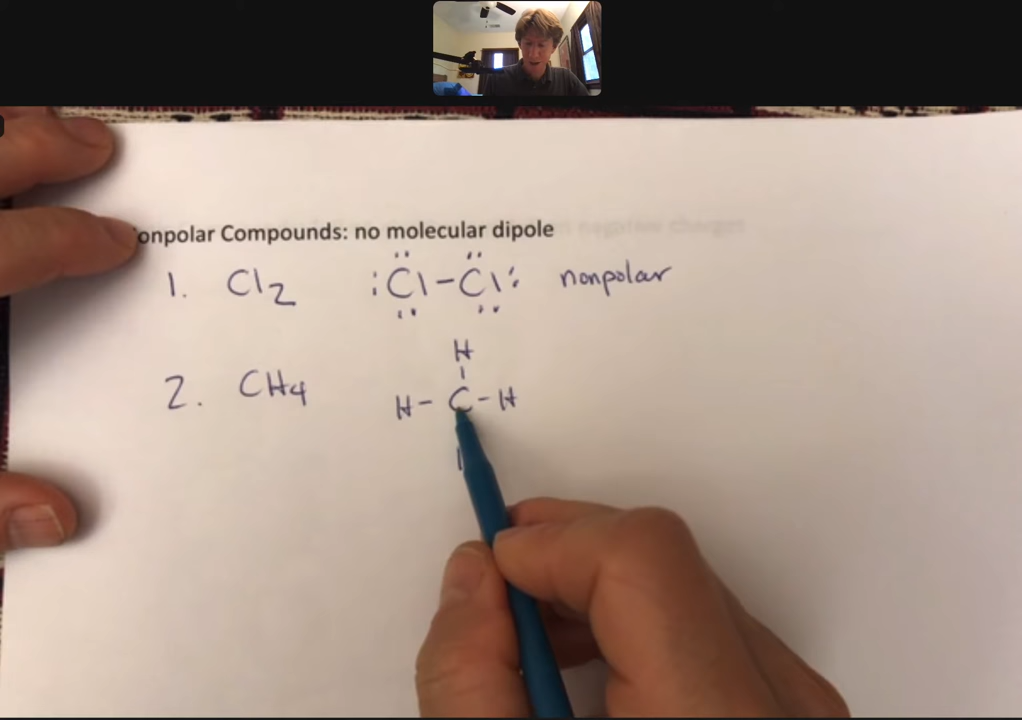 onpolar Compounds: no molecular dipole
1. Cl2 :Cl-Cl: nonpolar
H
2. CH4 H-C-H